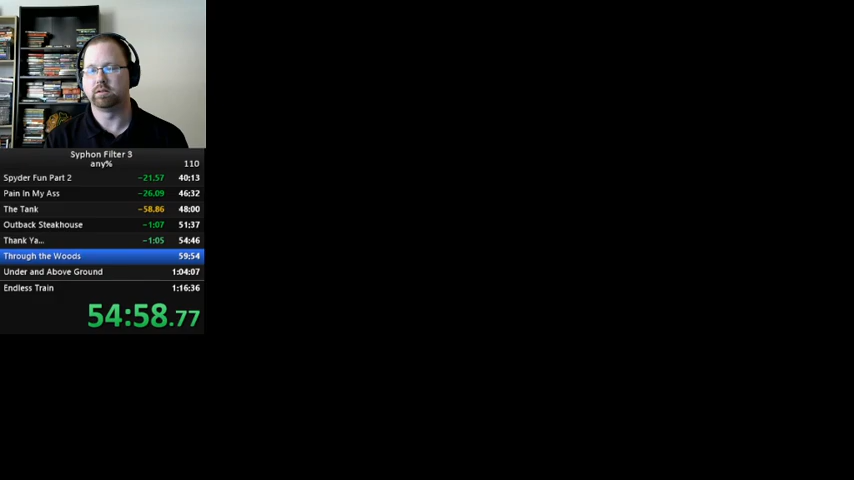 Syphon Filter 3
any% 110
Spyder Fun Part 2 -21.57 40:13
Pain In My Ass -26.09 46:32
The Tank -58.86 48:00
Outback Steakhouse -1:07 51:37
Thank Ya... -1:05 54:46
Through the Woods 59:54
Under and Above Ground 1:04:07
Endless Train 1:16:36
54:58.77